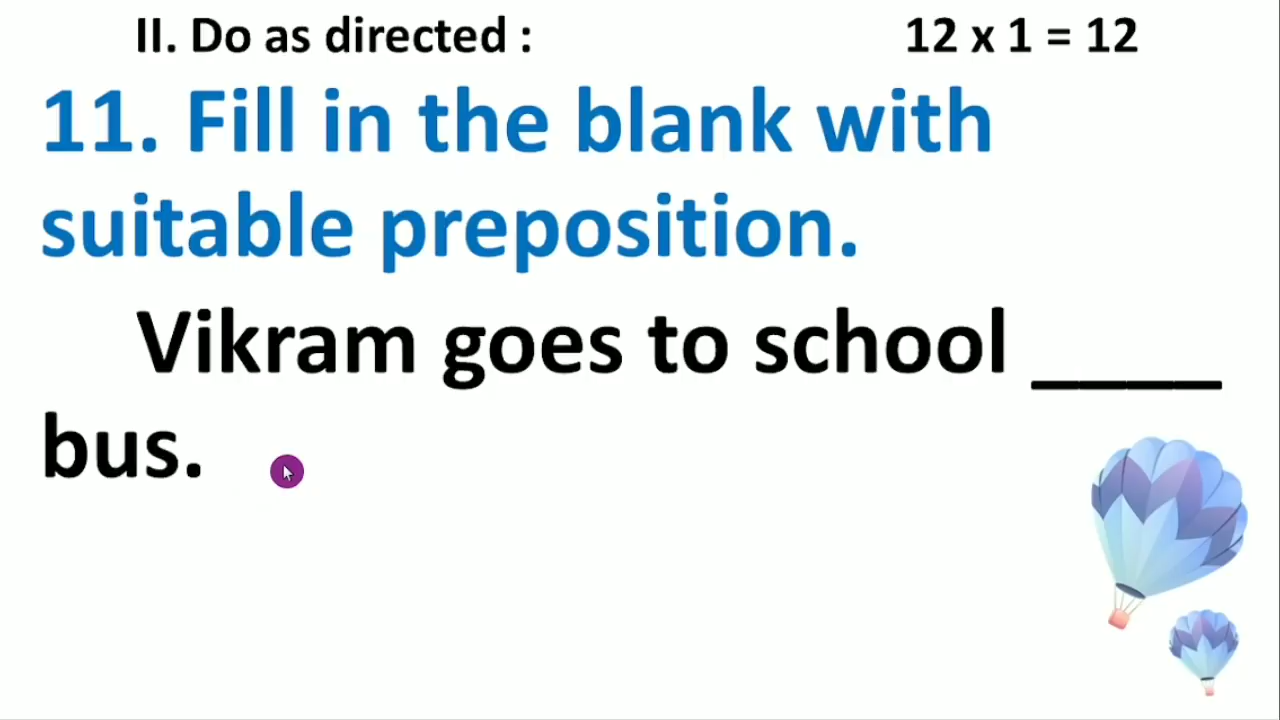 II. Do as directed : 12 x 1 = 12
11. Fill in the blank with
suitable preposition.
Vikram goes to school ____
bus.